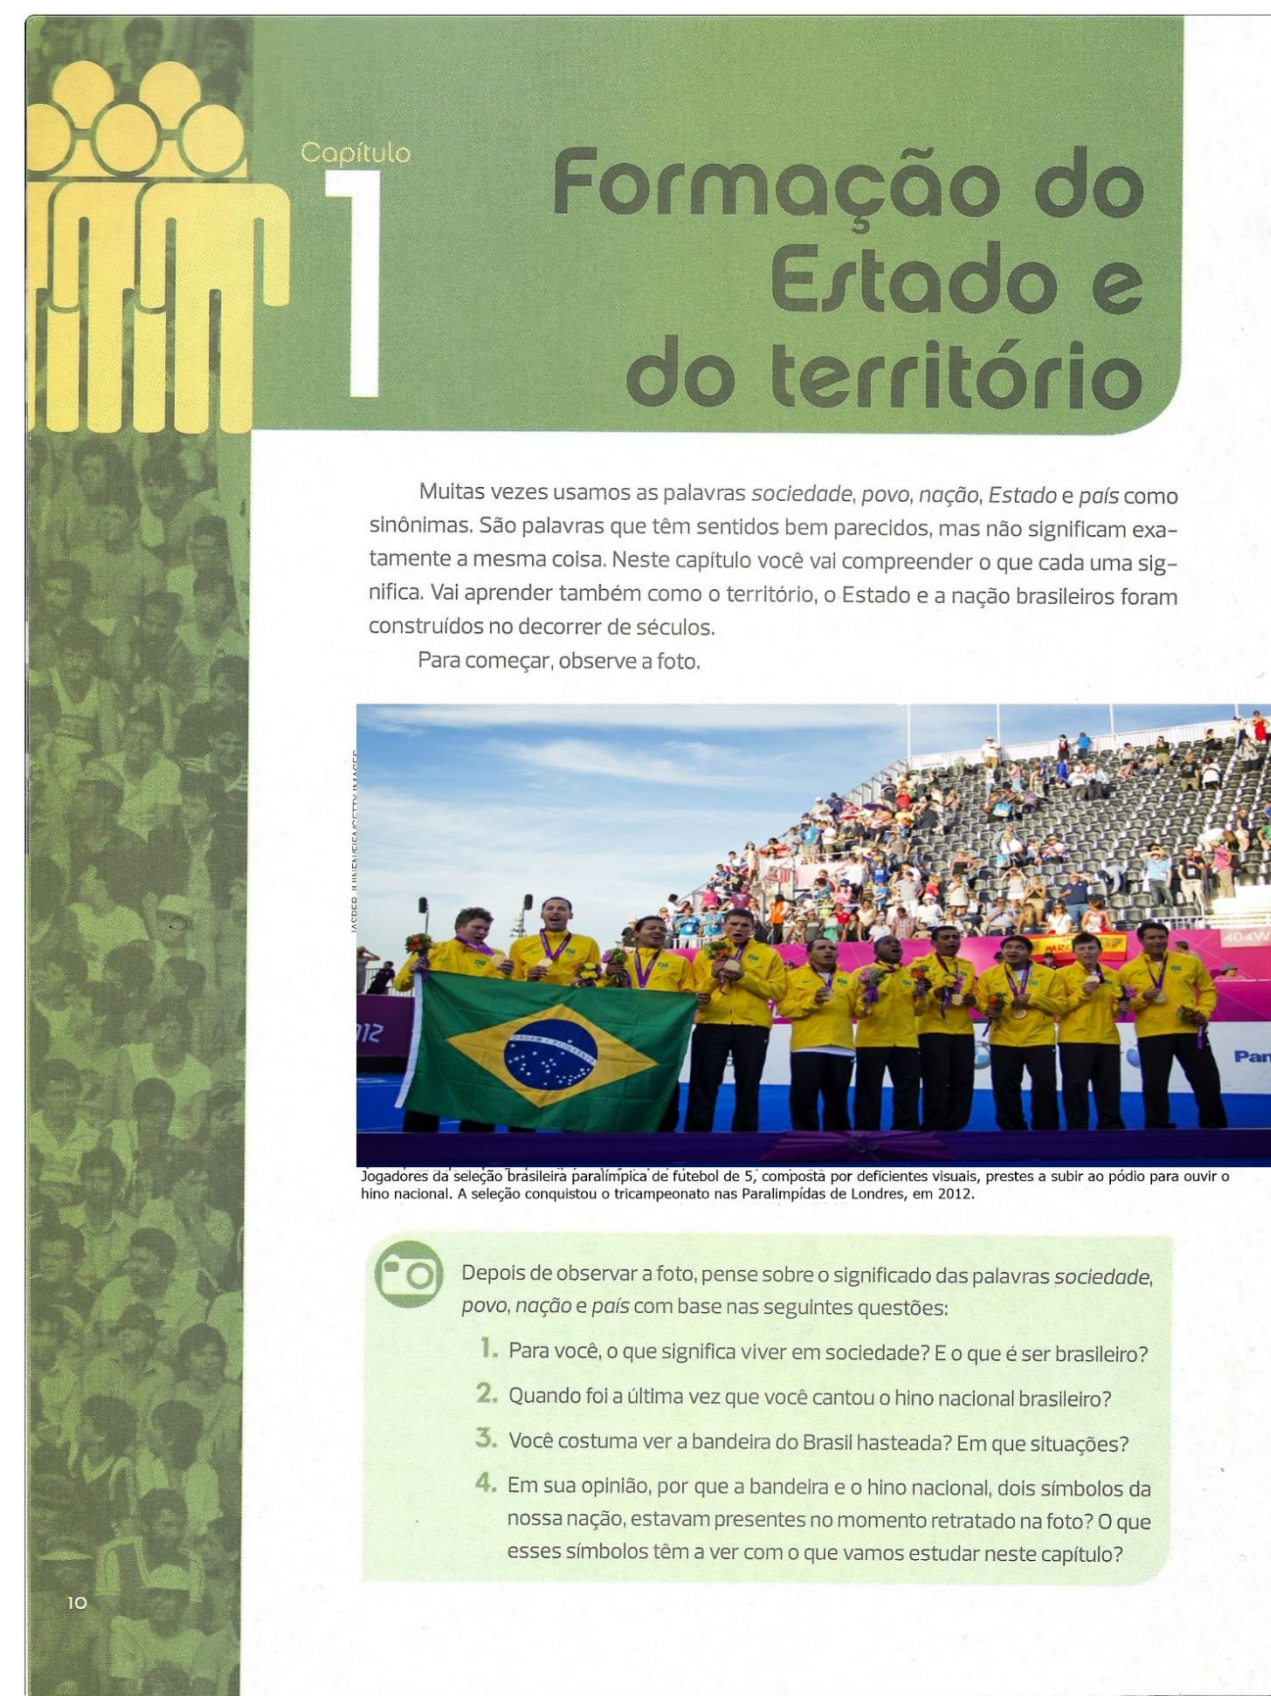 Capítulo
1
Formação do
Estado e
do território
Muitas vezes usamos as palavras sociedade, povo, nação, Estado e país como
sinônimas. São palavras que têm sentidos bem parecidos, mas não significam exa-
tamente a mesma coisa. Neste capítulo você vai compreender o que cada uma sig-
nifica. Vai aprender também como o território, o Estado e a nação brasileiros foram
construídos no decorrer de séculos.
Para começar, observe a foto.
404W
MARC
012
Pan
Jogadores da seleção brasileira paralímpica de futebol de 5, composta por deficientes visuais, prestes a subir ao pódio para ouvir o
hino nacional. A seleção conquistou o tricampeonato nas Paralimpídas de Londres, em 2012.
Depois de observar a foto, pense sobre o significado das palavras sociedade,
povo, nação e país com base nas seguintes questões:
1. Para você, o que significa viver em sociedade? E o que é ser brasileiro?
2. Quando foi a última vez que você cantou o hino nacional brasileiro?
3. Você costuma ver a bandeira do Brasil hasteada? Em que situações?
4. Em sua opinião, por que a bandeira e o hino nacional, dois símbolos da
nossa nação, estavam presentes no momento retratado na foto? O que
esses símbolos têm a ver com o que vamos estudar neste capítulo?
10